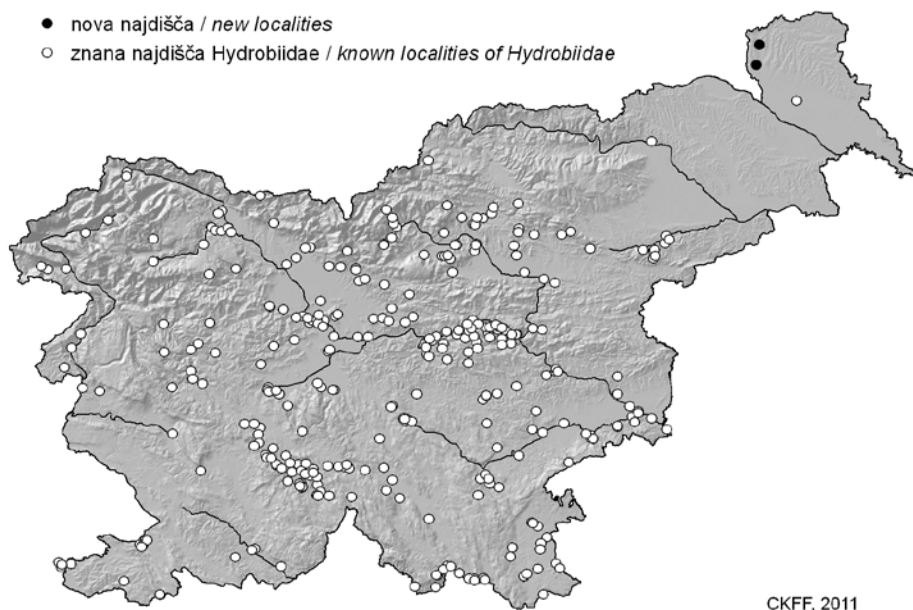 nova najdišča / new localities
znana najdišča Hydrobiidae / known localities of Hydrobiidae
CKFF, 2011